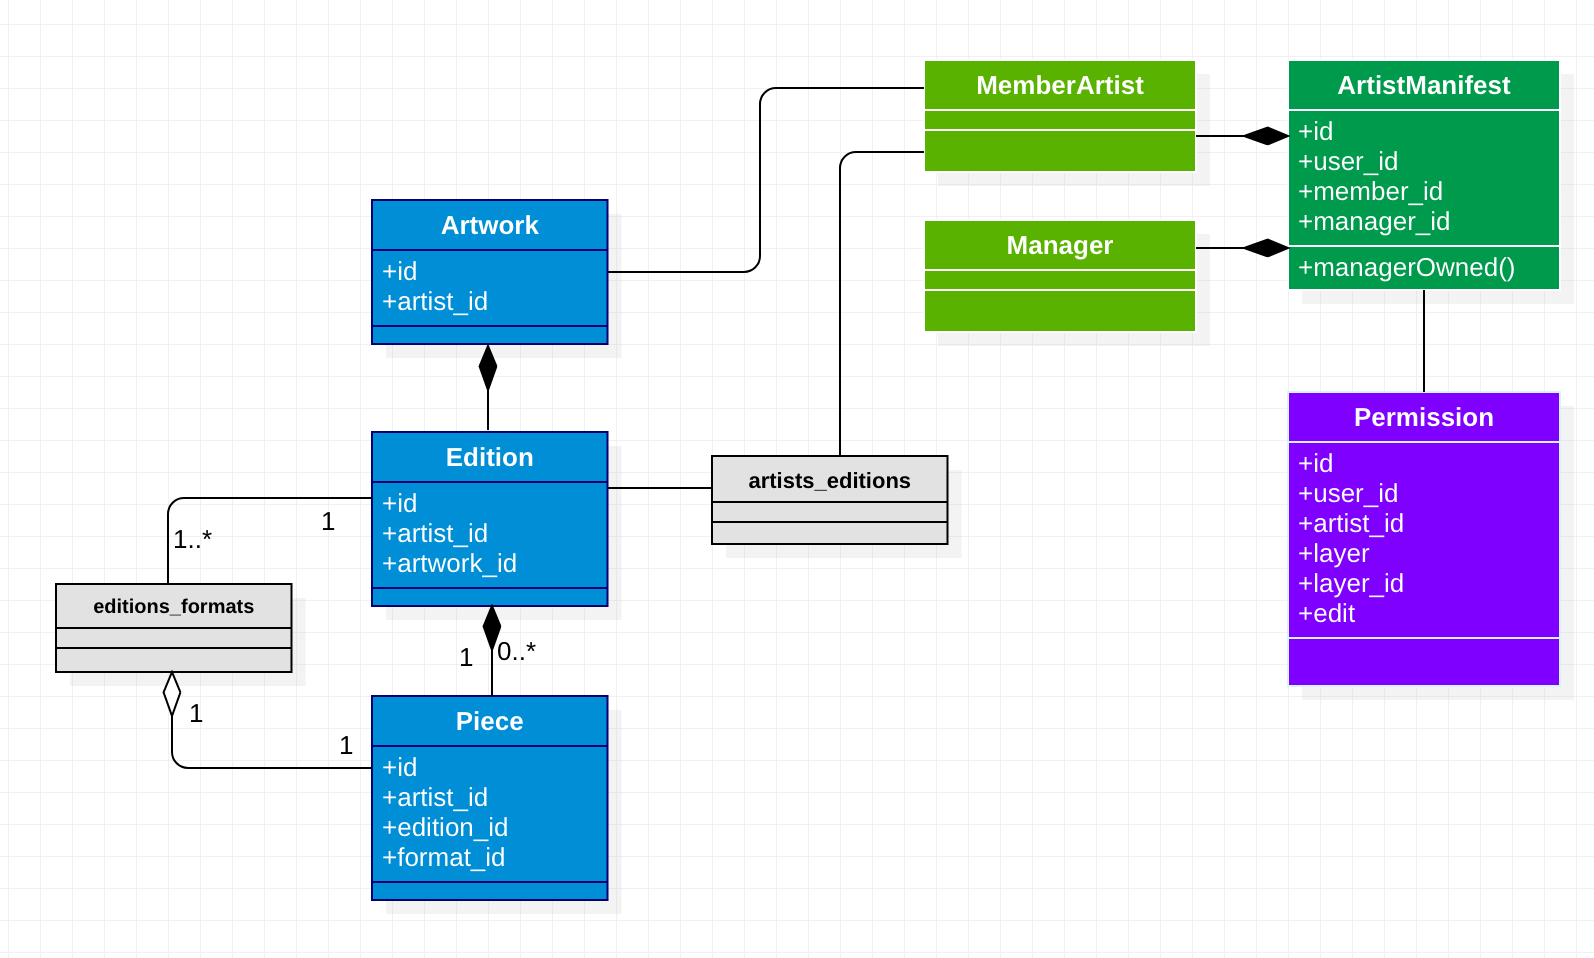 MemberArtist
ArtistManifest
+id
+user_id
+member_id
+manager_id
+managerOwned()
Manager
Artwork
+id
+artist_id
Permission
+id
+user_id
+artist_id
+layer
+layer_id
+edit
Edition
+id
+artist_id
+artwork_id
artists_editions
1
1..*
editions_formats
1
0..*
1
1
Piece
+id
+artist_id
+edition_id
+format_id